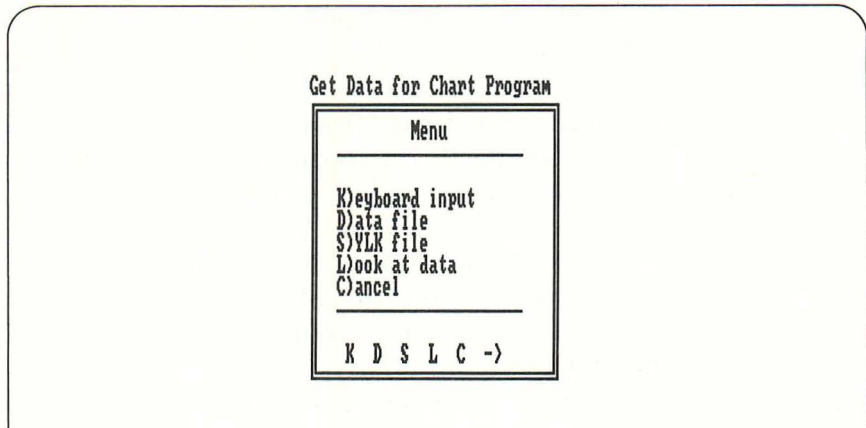 Get Data for Chart Program
Menu
K)eyboard input
D)ata file
S)YLK file
L)ook at data
C)ancel
K D S L C ->